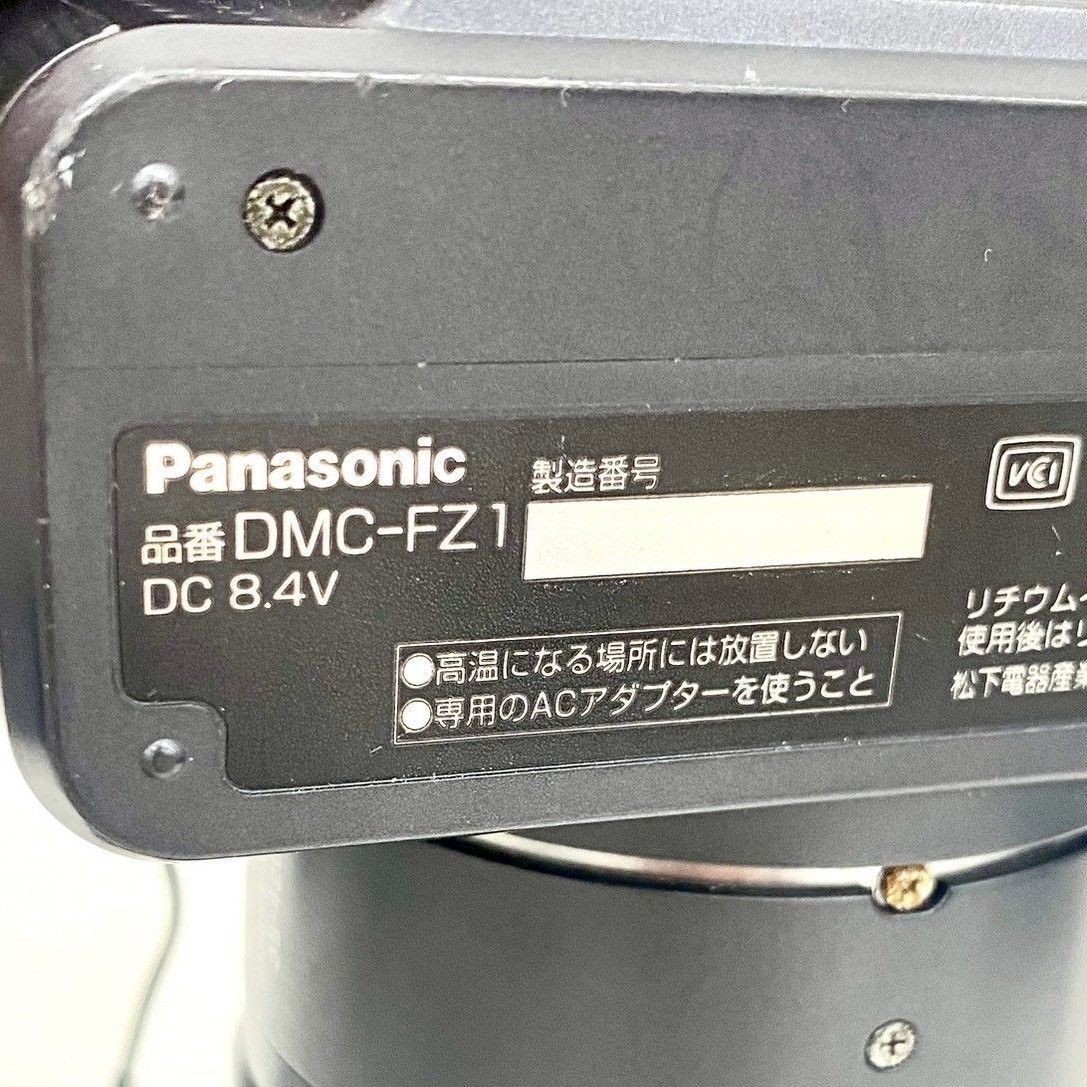 Panasonic
製造番号
VCCI
品番 DMC-FZ1
DC 8.4V
●高温になる場所には放置しない
●専用のACアダプターを使うこと
リチウム
使用後はリ
松下電器産業